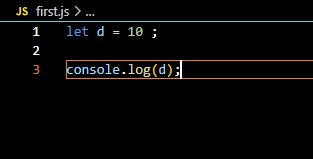 JS first.js > ...
1 let d = 10 ;
2
3 console.log(d);